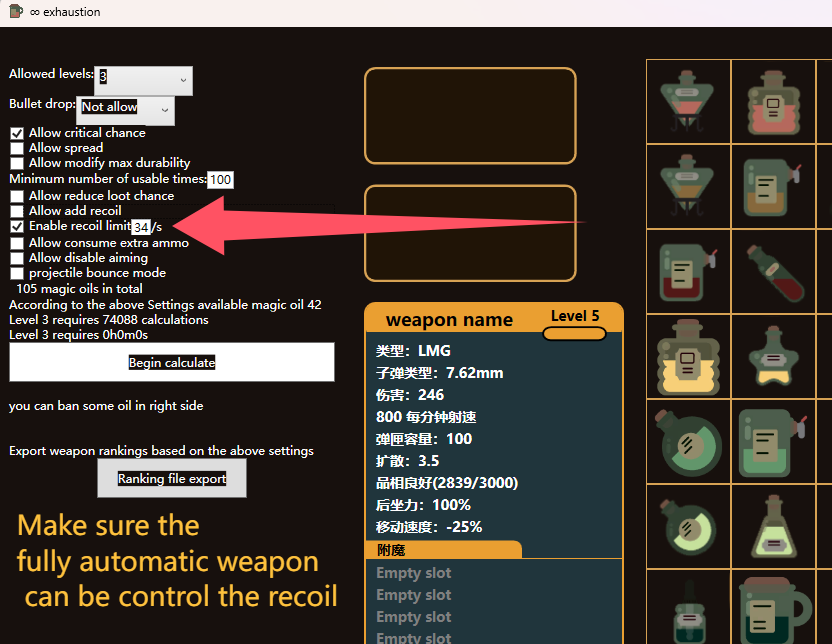 ∞ exhaustion
Allowed levels: 3
Bullet drop: Not allow
Allow critical chance
Allow spread
Allow modify max durability
Minimum number of usable times: 100
Allow reduce loot chance
Allow add recoil
Enable recoil limit 34 /s
Allow consume extra ammo
Allow disable aiming
projectile bounce mode
105 magic oils in total
According to the above Settings available magic oil 42
Level 3 requires 74088 calculations
Level 3 requires 0h0m0s
Begin calculate
you can ban some oil in right side
Export weapon rankings based on the above settings
Ranking file export
Make sure the
fully automatic weapon
can be control the recoil
weapon name
Level 5
类型：LMG
子弹类型：7.62mm
伤害：246
800 每分钟射速
弹匣容量：100
扩散：3.5
品相良好(2839/3000)
后坐力：100%
移动速度：-25%
附魔
Empty slot
Empty slot
Empty slot
Empty slot